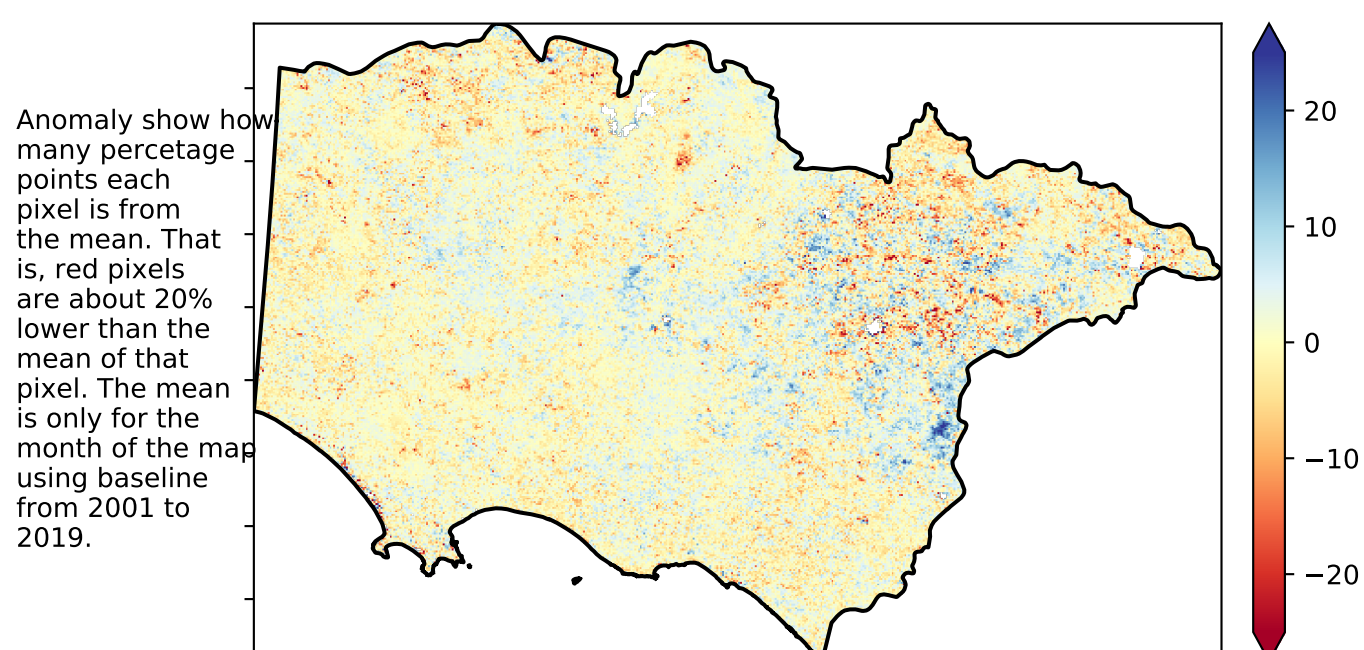 Anomaly show how
many percetage
points each
pixel is from
the mean. That
is, red pixels
are about 20%
lower than the
mean of that
pixel. The mean
is only for the
month of the map
using baseline
from 2001 to
2019.
20
10
0
−10
−20